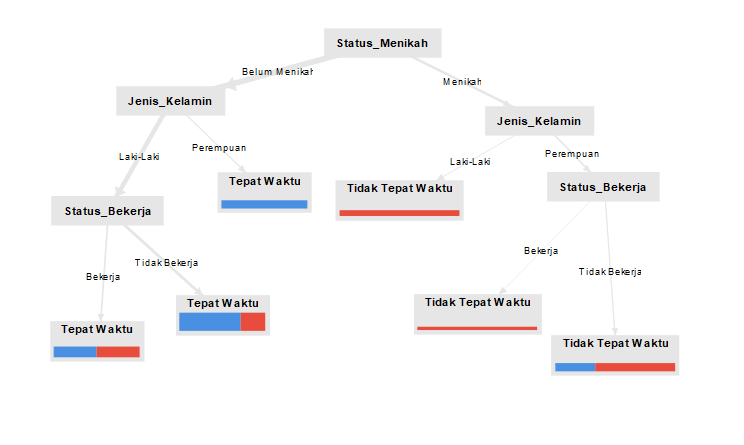 Status_Menikah
Belum Menikah
Menikah
Jenis_Kelamin
Jenis_Kelamin
Laki-Laki
Perempuan
Laki-Laki
Perempuan
Tepat Waktu
Tidak Tepat Waktu
Status_Bekerja
Status_Bekerja
Bekerja
Tidak Bekerja
Bekerja
Tidak Bekerja
Tepat Waktu
Tidak Tepat Waktu
Tepat Waktu
Tidak Tepat Waktu